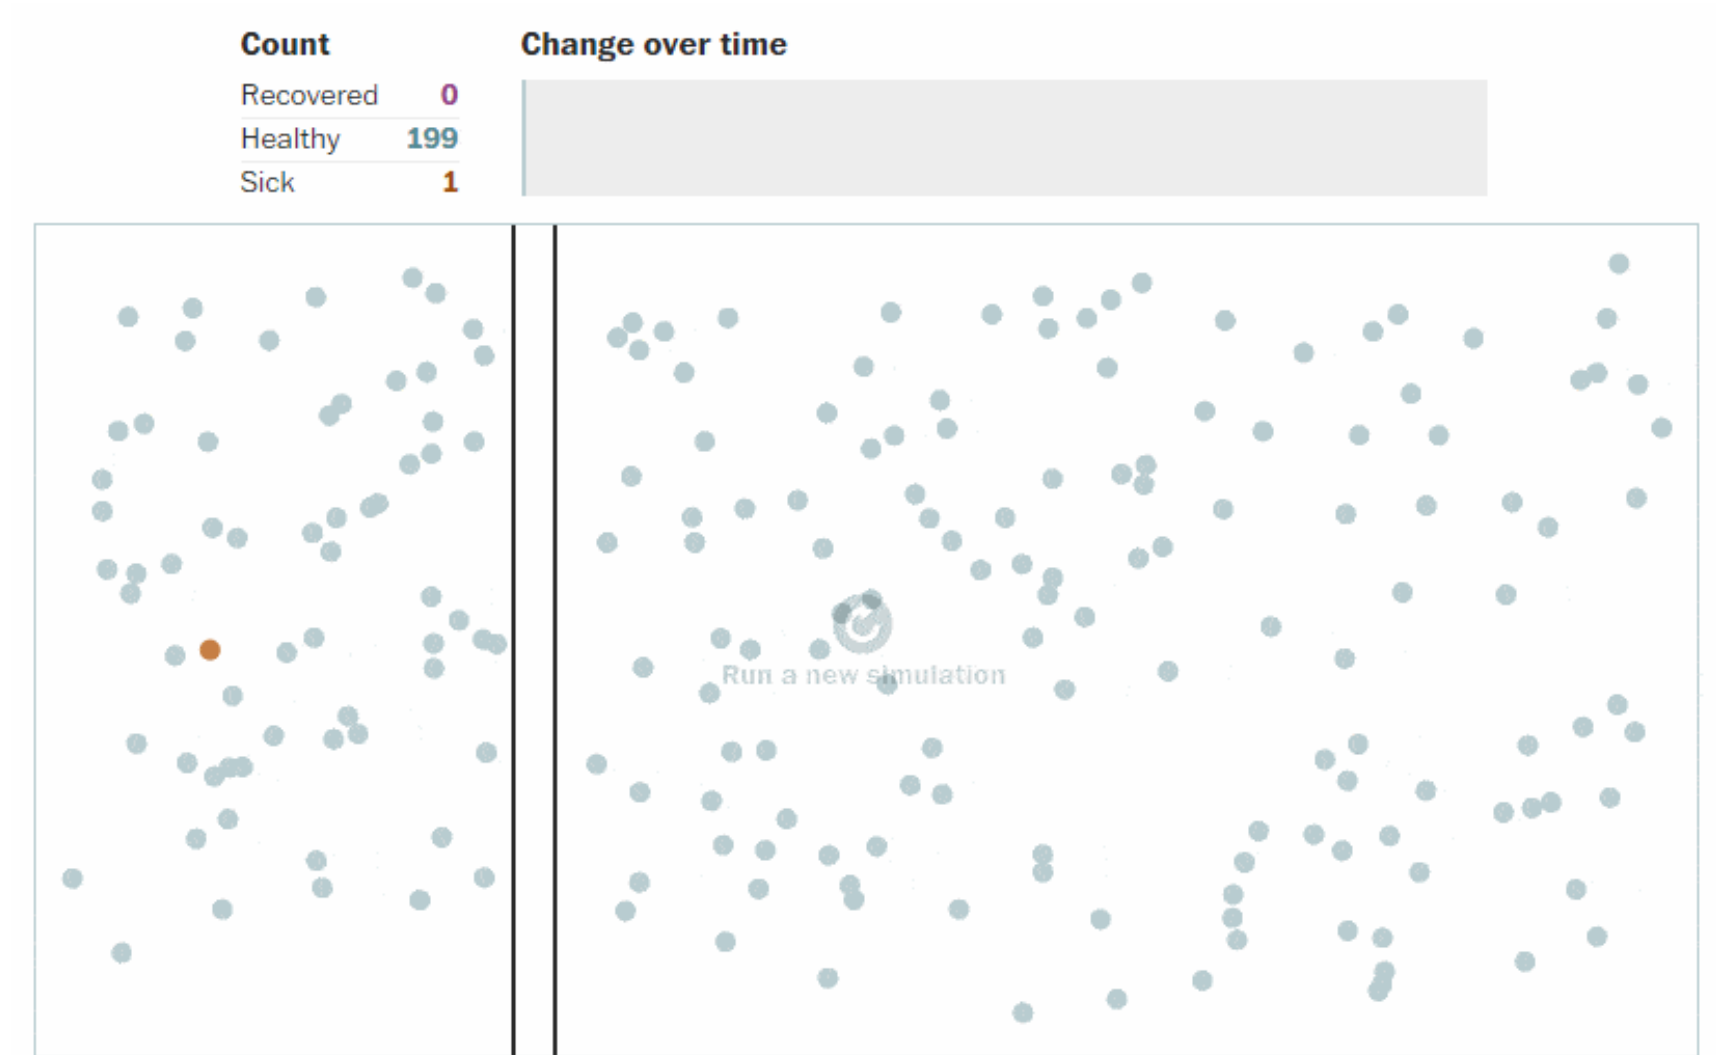 Count Change over time
Recovered 0
Healthy 199
Sick 1
Run a new simulation